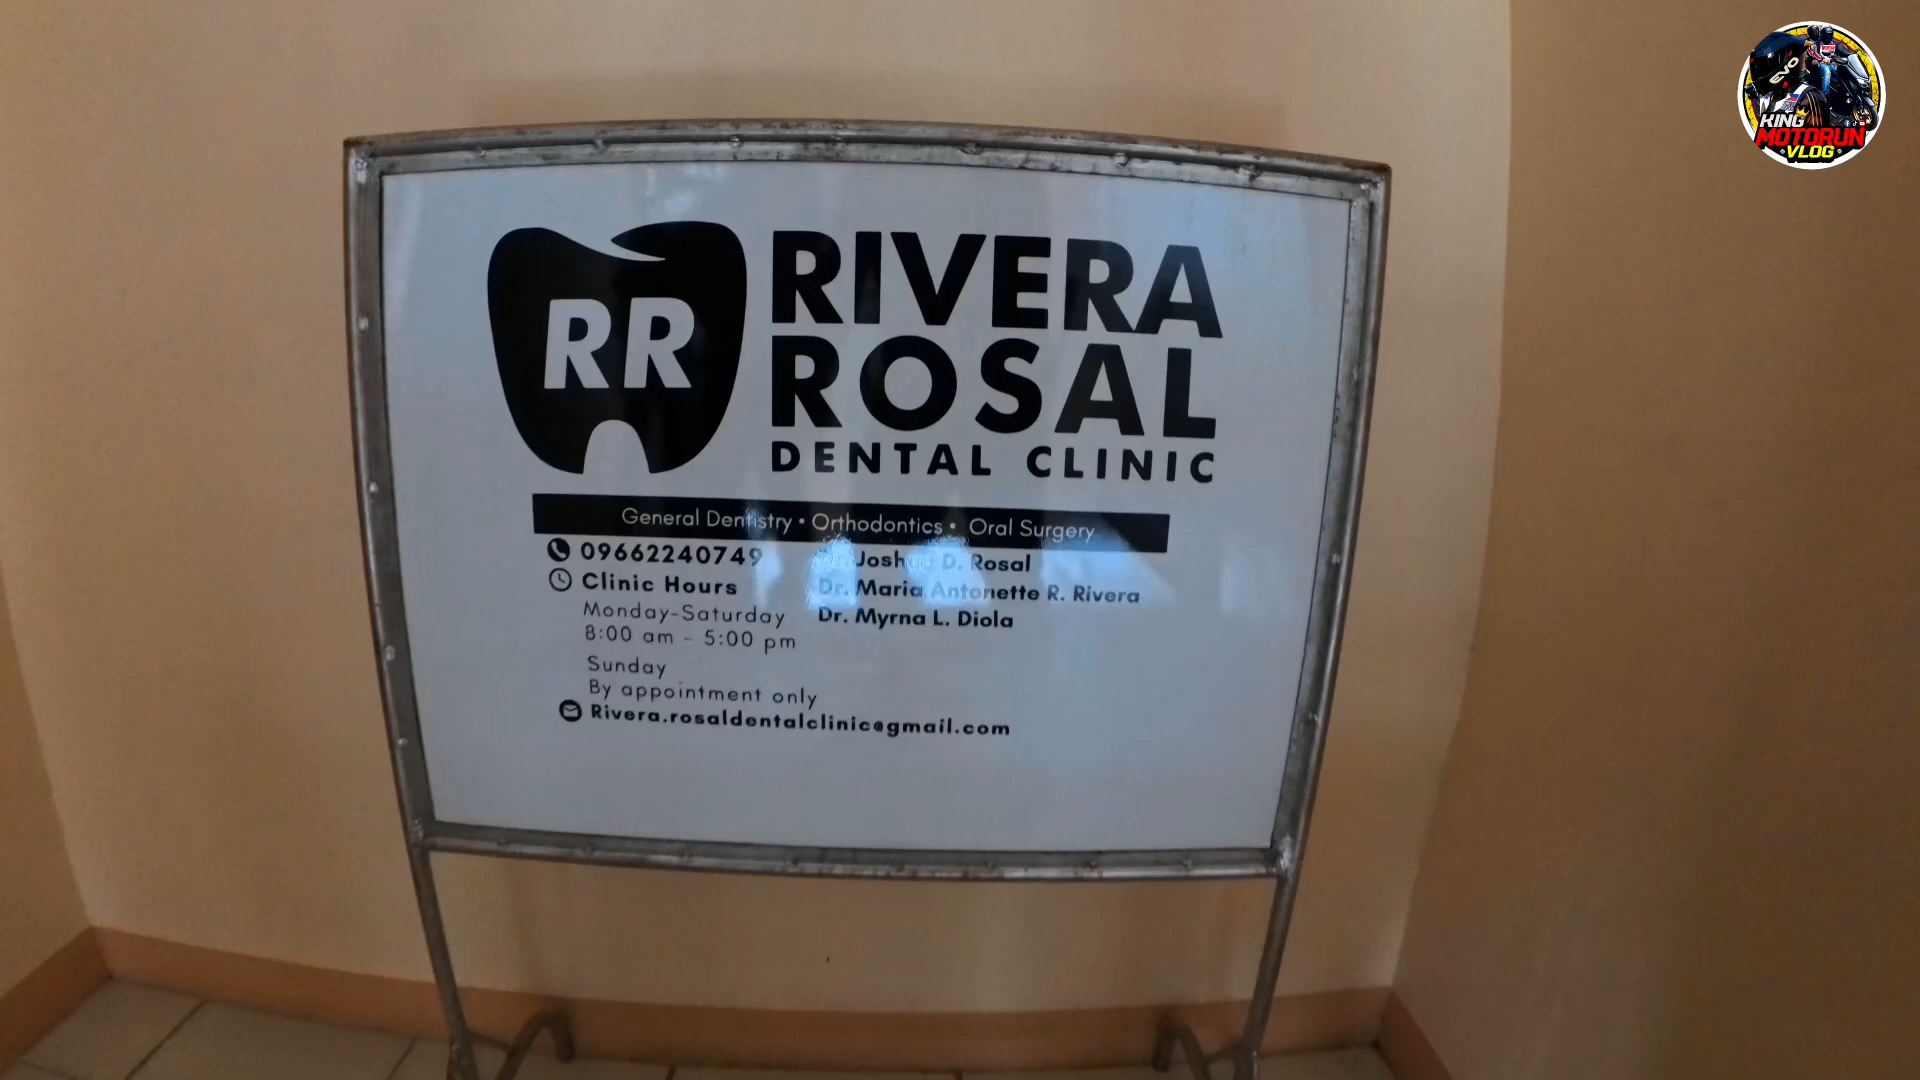 RR
RIVERA
ROSAL
DENTAL CLINIC
General Dentistry • Orthodontics • Oral Surgery
09662240749
Clinic Hours
Monday-Saturday
8:00 am - 5:00 pm
Sunday
By appointment only
Rivera.rosaldentalclinic@gmail.com
Dr. Joshua D. Rosal
Dr. Maria Antonette R. Rivera
Dr. Myrna L. Diola
EVO
KING
MOTORUN
VLOG